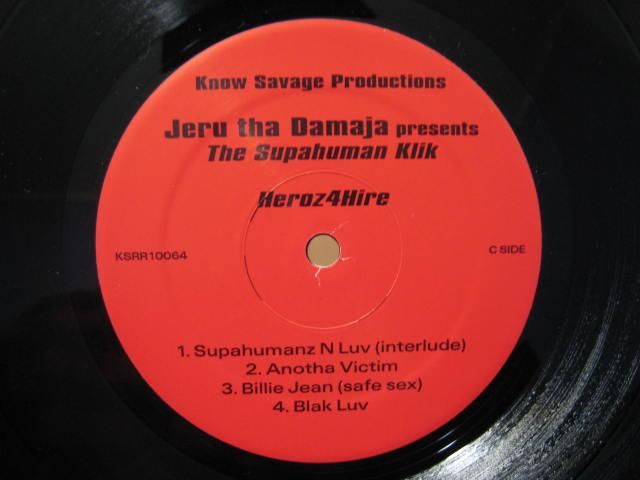 Know Savage Productions
Jeru tha Damaja presents
The Supahuman Klik
Heroz4Hire
KSRR10064
C SIDE
1. Supahumanz N Luv (interlude)
2. Anotha Victim
3. Billie Jean (safe sex)
4. Blak Luv